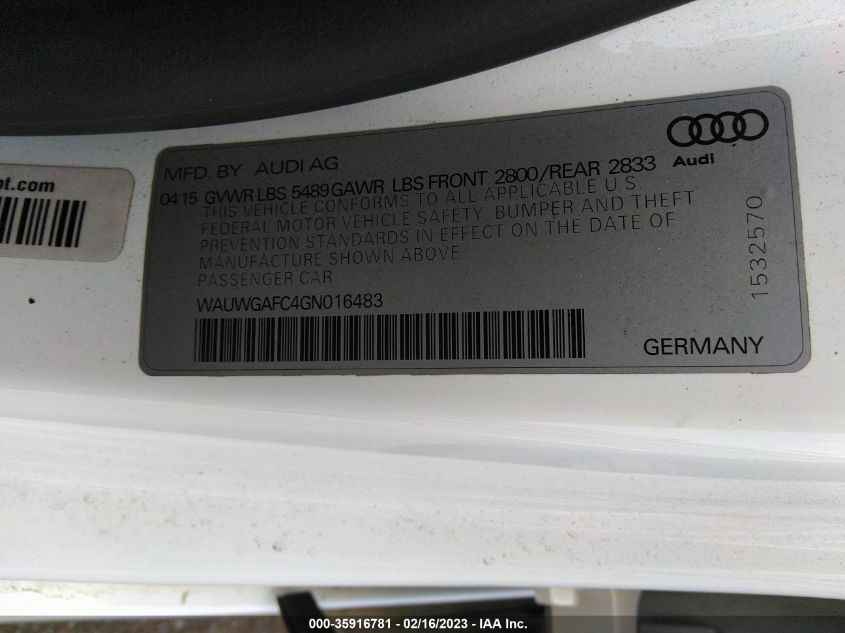 MFD. BY AUDI AG
Audi
04 15 GVWR LBS 5489 GAWR LBS FRONT 2800/REAR 2833
THIS VEHICLE CONFORMS TO ALL APPLICABLE U S
FEDERAL MOTOR VEHICLE SAFETY, BUMPER AND THEFT
PREVENTION STANDARDS IN EFFECT ON THE DATE OF
MANUFACTURE SHOWN ABOVE
PASSENGER CAR
WAUWGAFC4GN016483
GERMANY
1532570
000-35916781 - 02/16/2023 - IAA Inc.